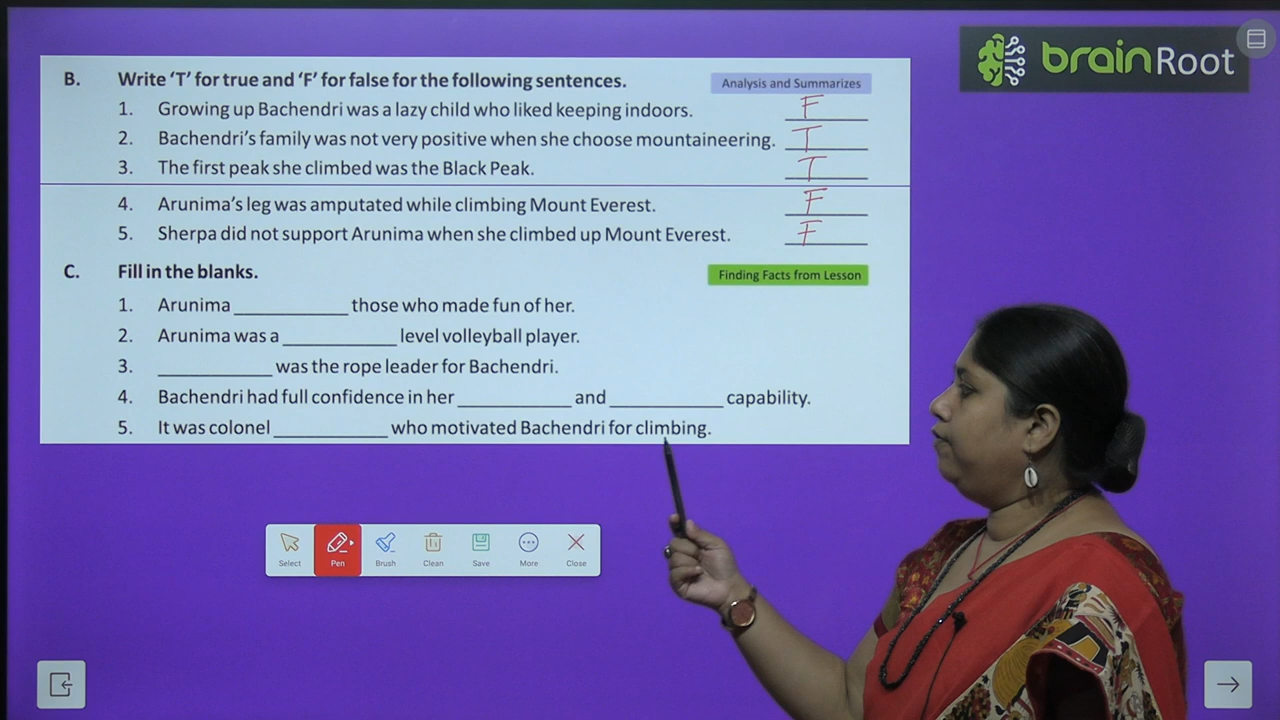 brainRoot
B. Write ‘T’ for true and ‘F’ for false for the following sentences. Analysis and Summarizes
1. Growing up Bachendri was a lazy child who liked keeping indoors. F
2. Bachendri’s family was not very positive when she choose mountaineering. T
3. The first peak she climbed was the Black Peak. T
4. Arunima’s leg was amputated while climbing Mount Everest. F
5. Sherpa did not support Arunima when she climbed up Mount Everest. F
C. Fill in the blanks. Finding Facts from Lesson
1. Arunima ___________ those who made fun of her.
2. Arunima was a ___________ level volleyball player.
3. ___________ was the rope leader for Bachendri.
4. Bachendri had full confidence in her ___________ and ___________ capability.
5. It was colonel ___________ who motivated Bachendri for climbing.
Select Pen Brush Clean Save More Close